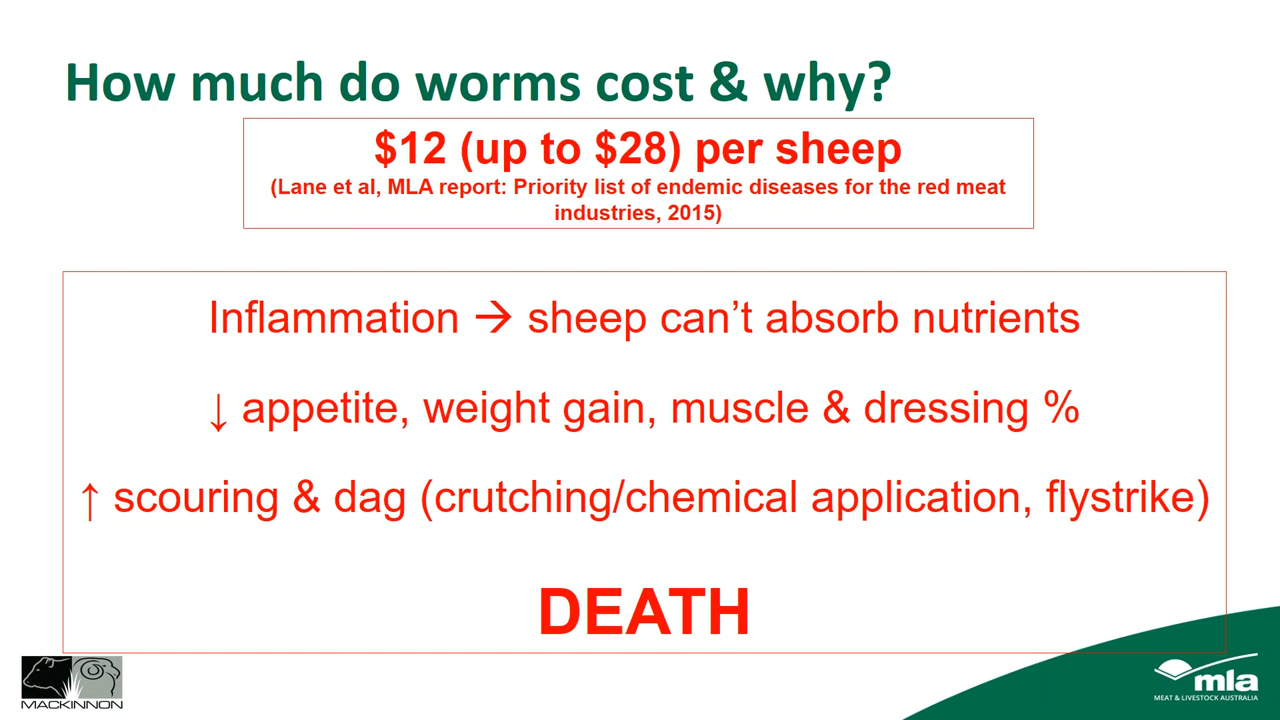 How much do worms cost & why?
$12 (up to $28) per sheep
(Lane et al, MLA report: Priority list of endemic diseases for the red meat
industries, 2015)
Inflammation → sheep can’t absorb nutrients
↓ appetite, weight gain, muscle & dressing %
↑ scouring & dag (crutching/chemical application, flystrike)
DEATH
MACKINNON
mla
MEAT & LIVESTOCK AUSTRALIA